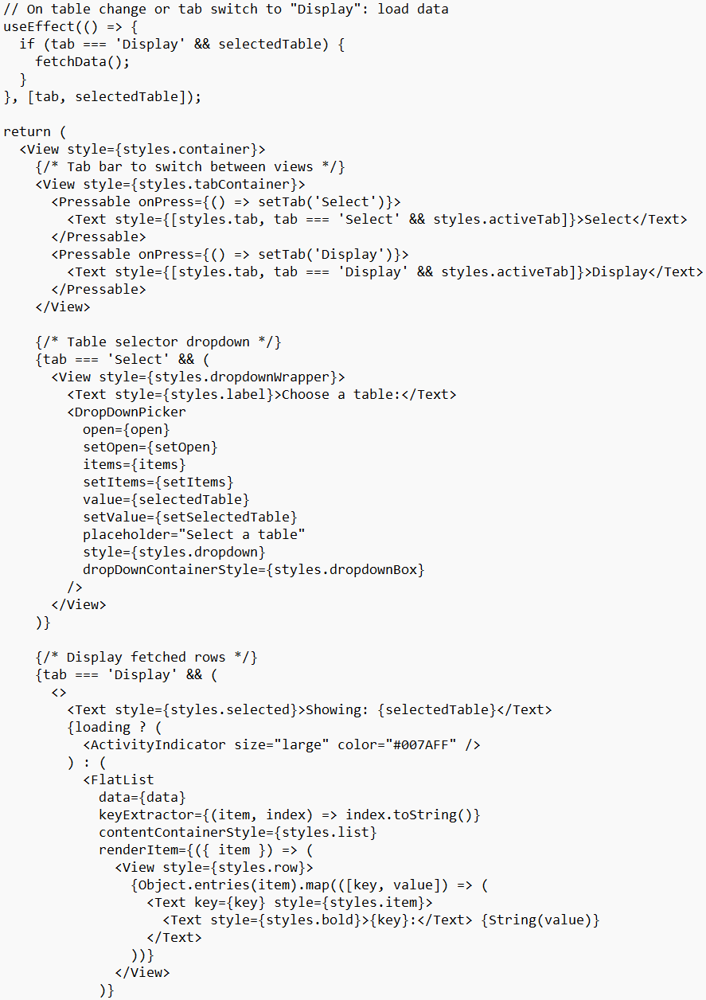 // On table change or tab switch to "Display": load data
useEffect(() => {
  if (tab === 'Display' && selectedTable) {
    fetchData();
  }
}, [tab, selectedTable]);

return (
  <View style={styles.container}>
    {/* Tab bar to switch between views */}
    <View style={styles.tabContainer}>
      <Pressable onPress={() => setTab('Select')}>
        <Text style={[styles.tab, tab === 'Select' && styles.activeTab]}>Select</Text>
      </Pressable>
      <Pressable onPress={() => setTab('Display')}>
        <Text style={[styles.tab, tab === 'Display' && styles.activeTab]}>Display</Text>
      </Pressable>
    </View>

    {/* Table selector dropdown */}
    {tab === 'Select' && (
      <View style={styles.dropdownWrapper}>
        <Text style={styles.label}>Choose a table:</Text>
        <DropDownPicker
          open={open}
          setOpen={setOpen}
          items={items}
          setItems={setItems}
          value={selectedTable}
          setValue={setSelectedTable}
          placeholder="Select a table"
          style={styles.dropdown}
          dropDownContainerStyle={styles.dropdownBox}
        />
      </View>
    )}

    {/* Display fetched rows */}
    {tab === 'Display' && (
      <>
        <Text style={styles.selected}>Showing: {selectedTable}</Text>
        {loading ? (
          <ActivityIndicator size="large" color="#007AFF" />
        ) : (
          <FlatList
            data={data}
            keyExtractor={(item, index) => index.toString()}
            contentContainerStyle={styles.list}
            renderItem={({ item }) => (
              <View style={styles.row}>
                {Object.entries(item).map(([key, value]) => (
                  <Text key={key} style={styles.item}>
                    <Text style={styles.bold}>{key}:</Text> {String(value)}
                  </Text>
                ))}
              </View>
            )}